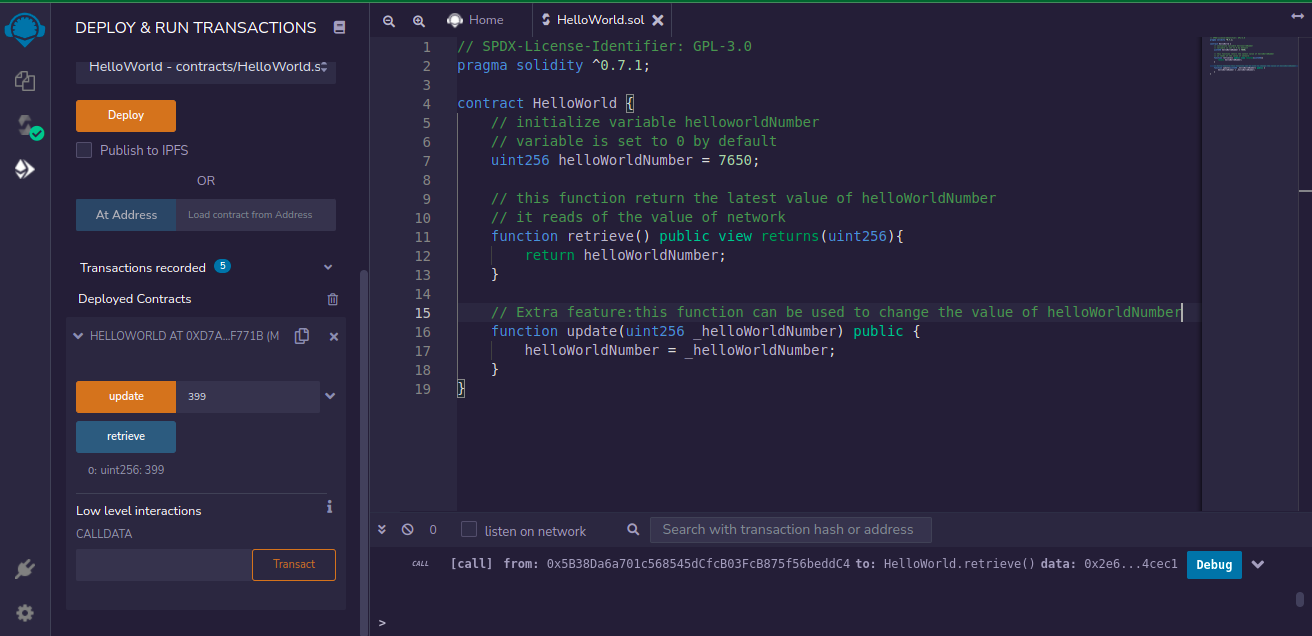 DEPLOY & RUN TRANSACTIONS
HelloWorld - contracts/HelloWorld.s
Deploy
Publish to IPFS
OR
At Address
Load contract from Address
Transactions recorded 5
Deployed Contracts
HELLOWORLD AT 0XD7A...F771B (M
update
399
retrieve
0: uint256: 399
Low level interactions
i
CALLDATA
Transact
Home
HelloWorld.sol
1 // SPDX-License-Identifier: GPL-3.0
2 pragma solidity ^0.7.1;
3
4 contract HelloWorld {
5 // initialize variable helloworldNumber
6 // variable is set to 0 by default
7 uint256 helloWorldNumber = 7650;
8
9 // this function return the latest value of helloWorldNumber
10 // it reads of the value of network
11 function retrieve() public view returns(uint256){
12 return helloWorldNumber;
13 }
14
15 // Extra feature:this function can be used to change the value of helloWorldNumber
16 function update(uint256 _helloWorldNumber) public {
17 helloWorldNumber = _helloWorldNumber;
18 }
19 }
0
listen on network
Search with transaction hash or address
CALL [call] from: 0x5B38Da6a701c568545dCfcB03FcB875f56beddC4 to: HelloWorld.retrieve() data: 0x2e6...4cec1
Debug
>